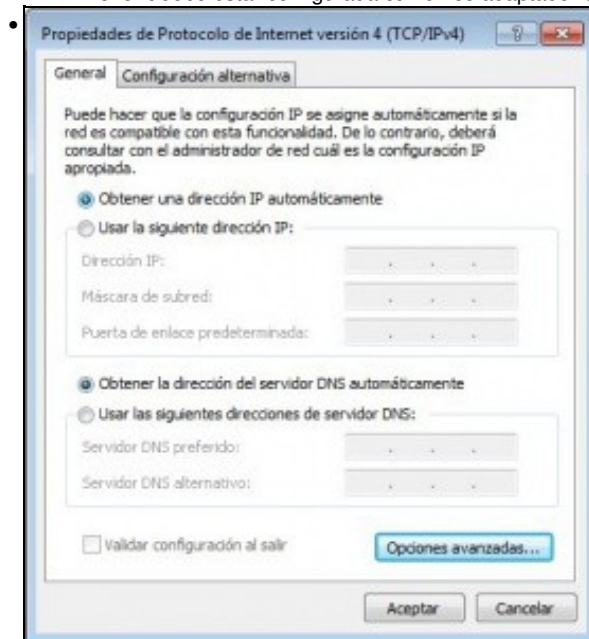 Propiedades de Protocolo de Internet versión 4 (TCP/IPv4)
General
Configuración alternativa
Puede hacer que la configuración IP se asigne automáticamente si la
red es compatible con esta funcionalidad. De lo contrario, deberá
consultar con el administrador de red cuál es la configuración IP
apropiada.
Obtener una dirección IP automáticamente
Usar la siguiente dirección IP:
Dirección IP:
Máscara de subred:
Puerta de enlace predeterminada:
Obtener la dirección del servidor DNS automáticamente
Usar las siguientes direcciones de servidor DNS:
Servidor DNS preferido:
Servidor DNS alternativo:
Validar configuración al salir
Opciones avanzadas...
Aceptar
Cancelar